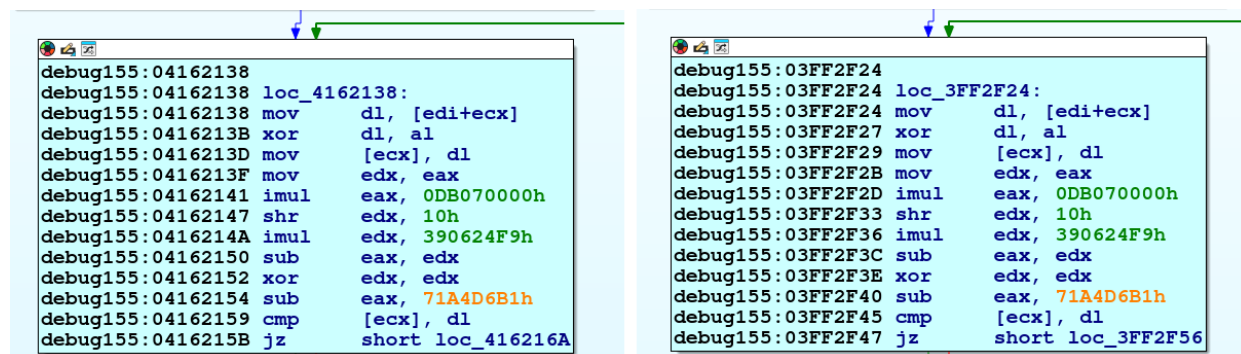 debug155:04162138
debug155:04162138 loc_4162138:
debug155:04162138 mov dl, [edi+ecx]
debug155:0416213B xor dl, al
debug155:0416213D mov [ecx], dl
debug155:0416213F mov edx, eax
debug155:04162141 imul eax, 0DB070000h
debug155:04162147 shr edx, 10h
debug155:0416214A imul edx, 390624F9h
debug155:04162150 sub eax, edx
debug155:04162152 xor edx, edx
debug155:04162154 sub eax, 71A4D6B1h
debug155:04162159 cmp [ecx], dl
debug155:0416215B jz short loc_416216A
debug155:03FF2F24
debug155:03FF2F24 loc_3FF2F24:
debug155:03FF2F24 mov dl, [edi+ecx]
debug155:03FF2F27 xor dl, al
debug155:03FF2F29 mov [ecx], dl
debug155:03FF2F2B mov edx, eax
debug155:03FF2F2D imul eax, 0DB070000h
debug155:03FF2F33 shr edx, 10h
debug155:03FF2F36 imul edx, 390624F9h
debug155:03FF2F3C sub eax, edx
debug155:03FF2F3E xor edx, edx
debug155:03FF2F40 sub eax, 71A4D6B1h
debug155:03FF2F45 cmp [ecx], dl
debug155:03FF2F47 jz short loc_3FF2F56